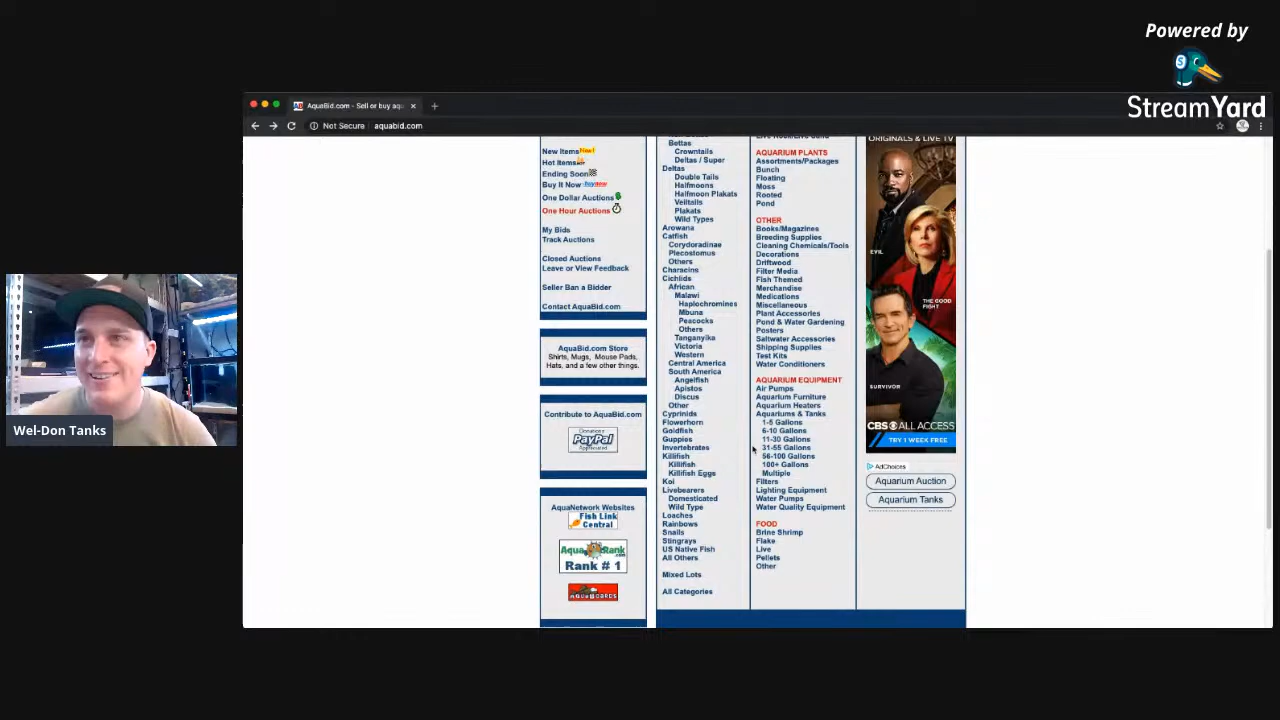 Powered by
StreamYard
AquaBid.com - Sell or buy aqu
Not Secure
aquabid.com
New Items New!
Hot Items
Ending Soon
Buy It Now
One Dollar Auctions
One Hour Auctions
My Bids
Track Auctions
Closed Auctions
Leave or View Feedback
Seller Ban a Bidder
Contact AquaBid.com
AquaBid.com Store
Shirts, Mugs, Mouse Pads,
Hats, and a few other things.
Contribute to AquaBid.com
Donations
PayPal
Appreciated
AquaNetwork Websites
Fish Link
Central
AquaRank.com
Rank # 1
AquaBoards
Bettas
Crowntails
Deltas / Super
Deltas
Double Tails
Halfmoons
Halfmoon Plakats
Veiltails
Plakats
Wild Types
Arowana
Catfish
Corydoradinae
Plecostomus
Others
Characins
Cichlids
African
Malawi
Haplochromines
Mbuna
Peacocks
Others
Tanganyika
Victoria
Western
Central America
South America
Angelfish
Apistos
Discus
Other
Cyprinids
Flowerhorn
Goldfish
Guppies
Invertebrates
Killifish
Killifish
Killifish Eggs
Koi
Livebearers
Domesticated
Wild Type
Loaches
Rainbows
Snails
Stingrays
US Native Fish
All Others
Mixed Lots
All Categories
Live Rock/Live Sand
AQUARIUM PLANTS
Assortments/Packages
Bunch
Floating
Moss
Rooted
Pond
OTHER
Books/Magazines
Breeding Supplies
Cleaning Chemicals/Tools
Decorations
Driftwood
Filter Media
Fish Themed
Merchandise
Medications
Miscellaneous
Plant Accessories
Pond & Water Gardening
Posters
Saltwater Accessories
Shipping Supplies
Test Kits
Water Conditioners
AQUARIUM EQUIPMENT
Air Pumps
Aquarium Furniture
Aquarium Heaters
Aquariums & Tanks
1-5 Gallons
6-10 Gallons
11-30 Gallons
31-55 Gallons
56-100 Gallons
100+ Gallons
Multiple
Filters
Lighting Equipment
Water Pumps
Water Quality Equipment
FOOD
Brine Shrimp
Flake
Live
Pellets
Other
ORIGINALS & LIVE TV
EVIL
THE GOOD
FIGHT
SURVIVOR
CBS ALL ACCESS
TRY 1 WEEK FREE
AdChoices
Aquarium Auction
Aquarium Tanks
Wel-Don Tanks